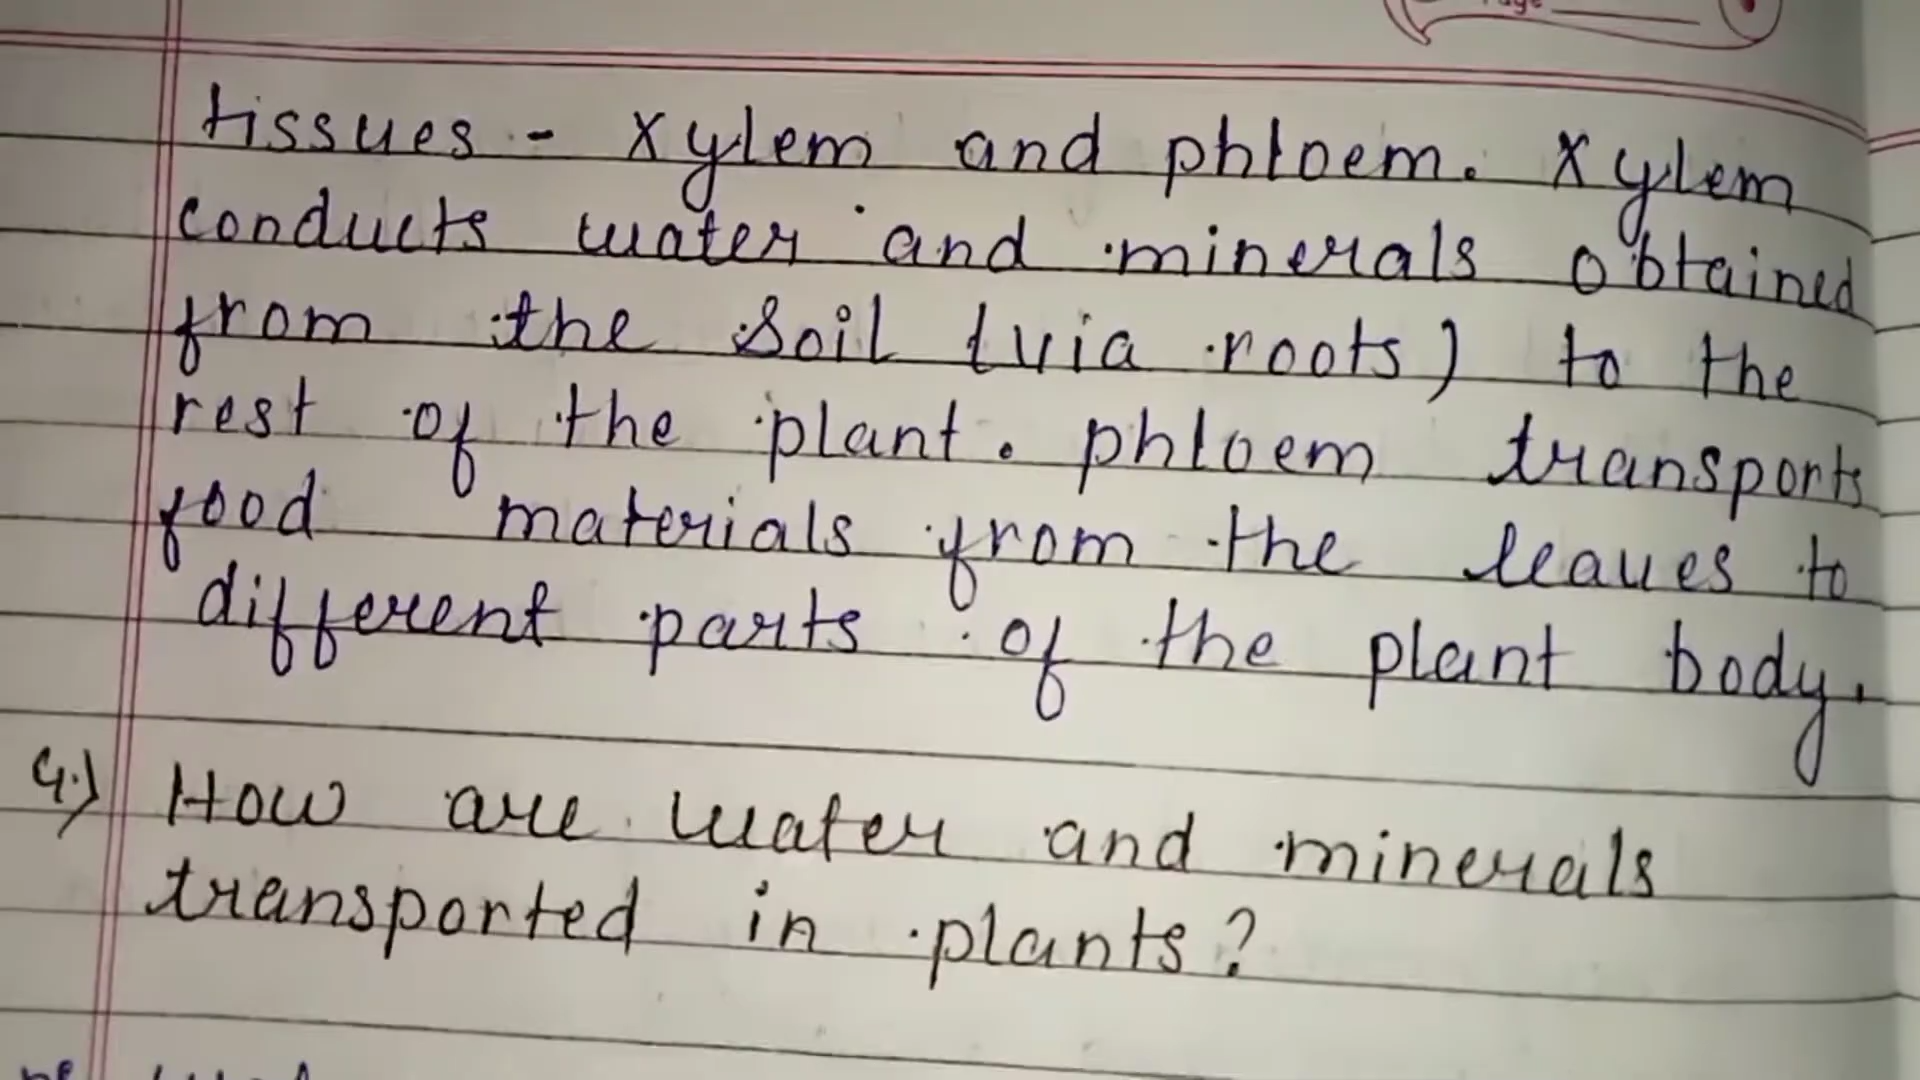 Page
tissues - Xylem and phloem. Xylem
conducts water and minerals obtained
from the soil (via roots) to the
rest of the plant. phloem transports
food materials from the leaves to
different parts of the plant body.
4.) How are water and minerals
transported in plants?